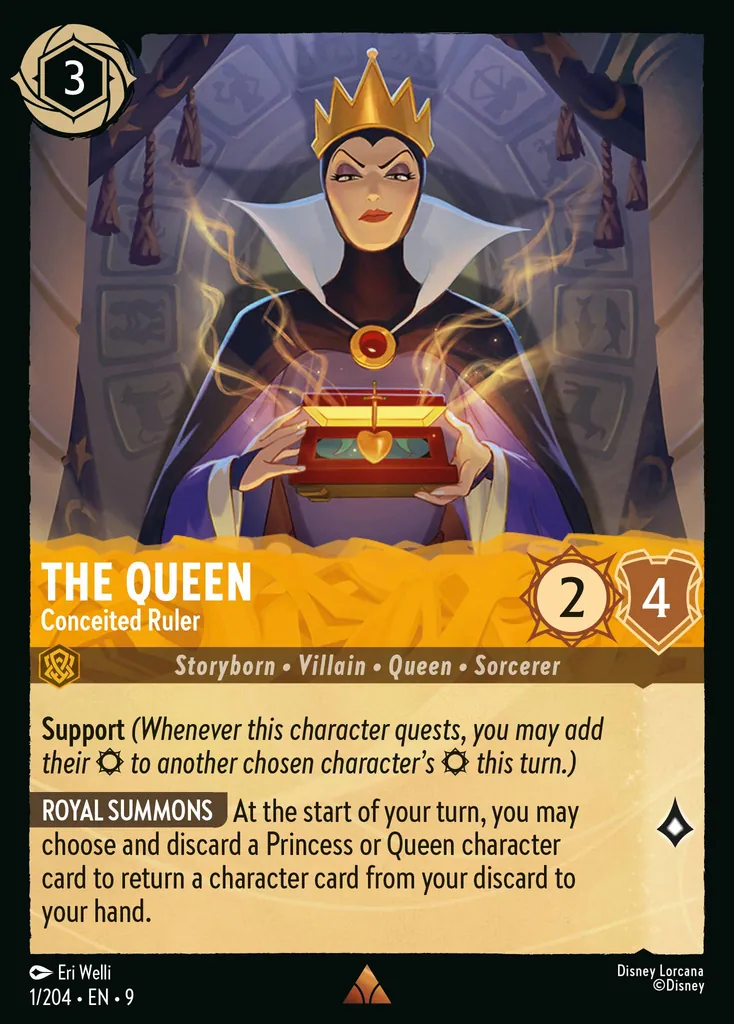 3
THE QUEEN
Conceited Ruler
2
4
Storyborn • Villain • Queen • Sorcerer
Support (Whenever this character quests, you may add
their to another chosen character's this turn.)
ROYAL SUMMONS At the start of your turn, you may
choose and discard a Princess or Queen character
card to return a character card from your discard to
your hand.
Eri Welli
1/204 • EN • 9
Disney Lorcana
©Disney